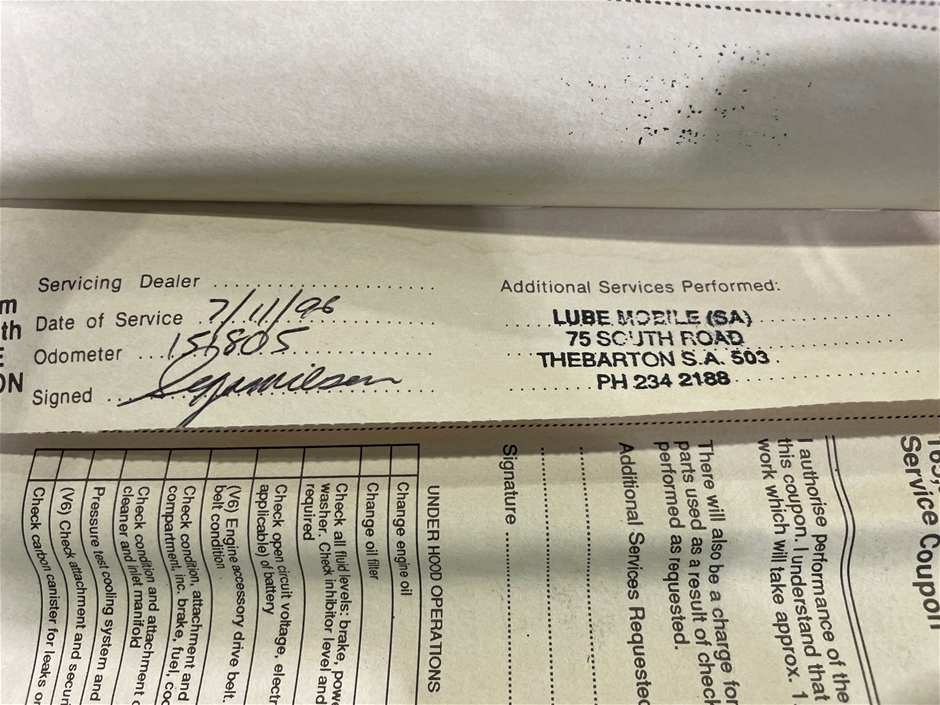 m
th
E
ON
Servicing Dealer ..........................
Date of Service 7/11/96
Odometer 155805
Signed
Additional Services Performed:
LUBE MOBILE (SA)
75 SOUTH ROAD
THEBARTON S.A. 503
PH 234 2188
Service Coupon
I authorise performance of the
this coupon. I understand that
work which will take approx. 1
There will also be a charge for
parts used as a result of check
performed as requested.
Additional Services Requested
Signature ..........................
UNDER HOOD OPERATIONS
Change engine oil
Change oil filter
Check all fluid levels: brake, powe
washer. Check inhibitor level and
required
Check open circuit voltage, electr
applicable) of battery
(V6) Engine accessory drive belt.
belt condition
Check condition, attachment and
compartment, inc. brake, fuel, coo
Check condition and attachment o
cleaner and inlet manifold
Pressure test cooling system and
(V6) Check attachment and securi
Check carbon canister for leaks or